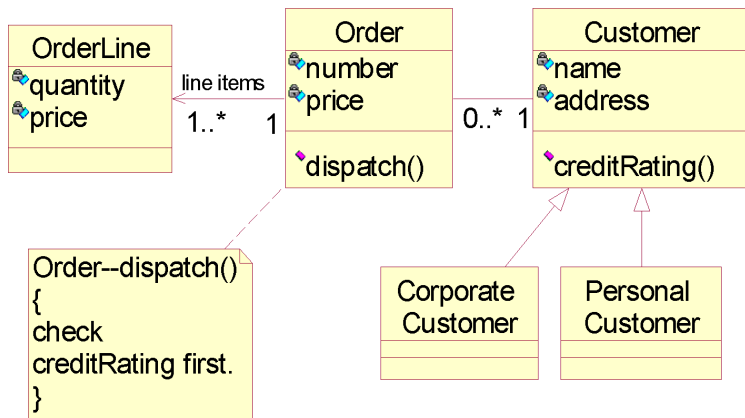 OrderLine
quantity
price
line items
1..*
1
Order
number
price
dispatch()
0..*
1
Customer
name
address
creditRating()
Order--dispatch()
{
check
creditRating first.
}
Corporate
Customer
Personal
Customer